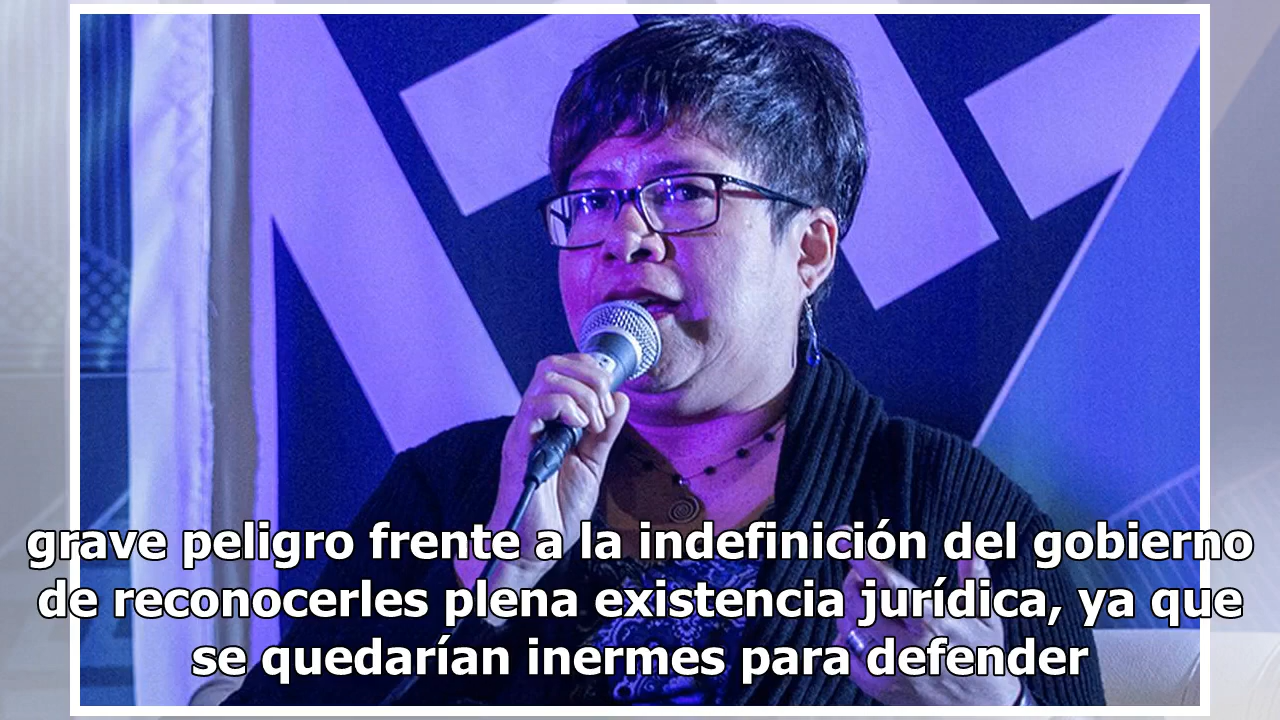 grave peligro frente a la indefinición del gobierno
de reconocerles plena existencia jurídica, ya que
se quedarían inermes para defender